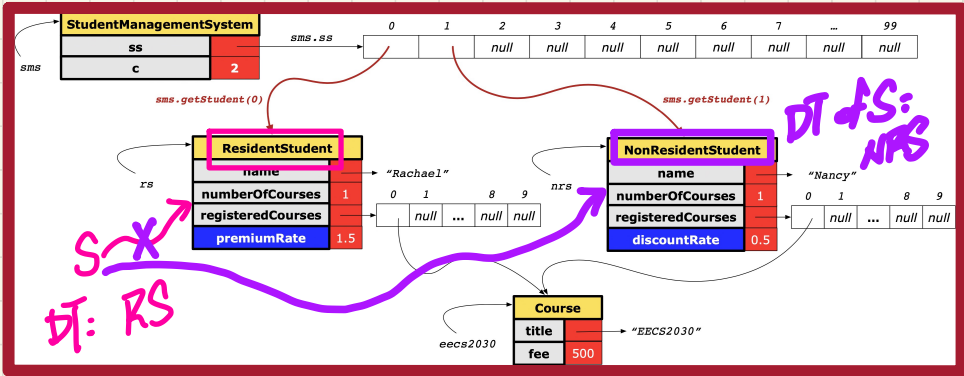 StudentManagementSystem
ss
c
2
sms
sms.ss
0 1 2 3 4 5 6 7 … 99
null null null null null null null null
sms.getStudent(0)
sms.getStudent(1)
DT of S:
NRS
ResidentStudent
name
numberOfCourses
1
registeredCourses
premiumRate
1.5
rs
"Rachael"
0 1 8 9
null ... null null
NonResidentStudent
name
numberOfCourses
1
registeredCourses
discountRate
0.5
nrs
"Nancy"
0 1 8 9
null ... null null
S
DT: RS
Course
title
fee
500
eecs2030
"EECS2030"